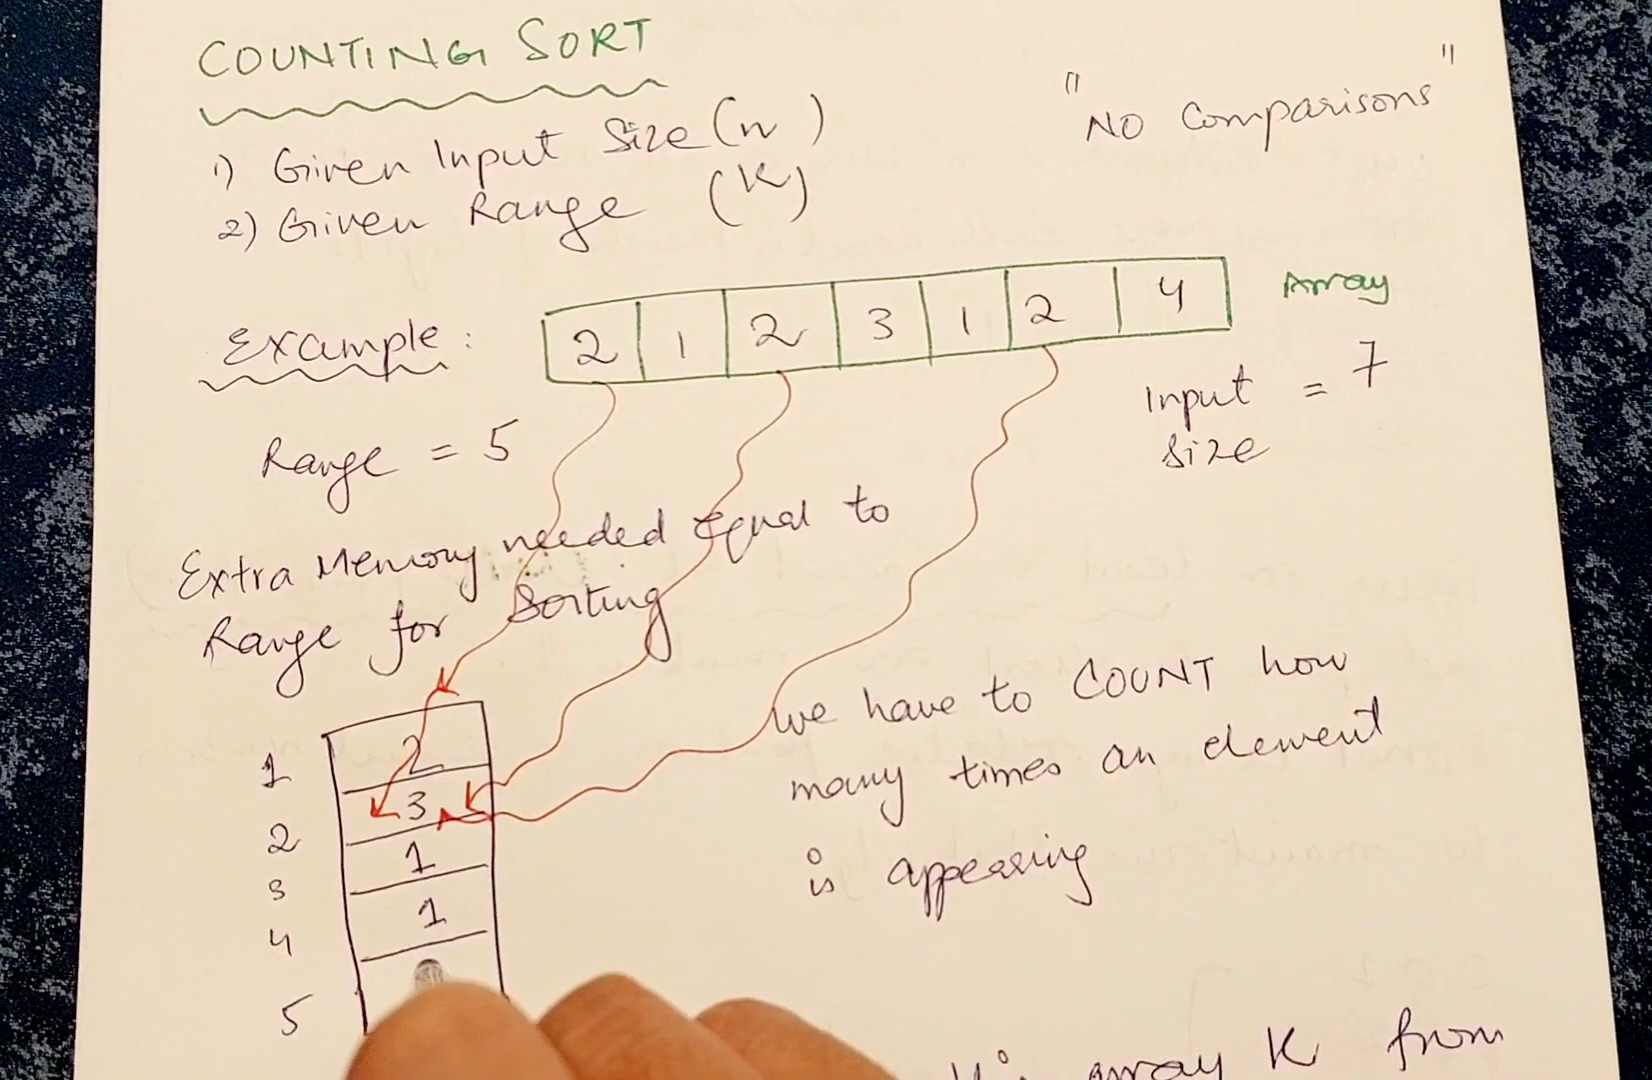 COUNTING SORT
" No Comparisons "
1) Given Input Size (n)
2) Given Range (K)
Example :
2 1 2 3 1 2 4
Array
Range = 5
Input Size = 7
Extra Memory needed equal to
Range for Sorting
we have to COUNT how
many times an element
is appearing
1 2
2 3
3 1
4 1
5
array K from